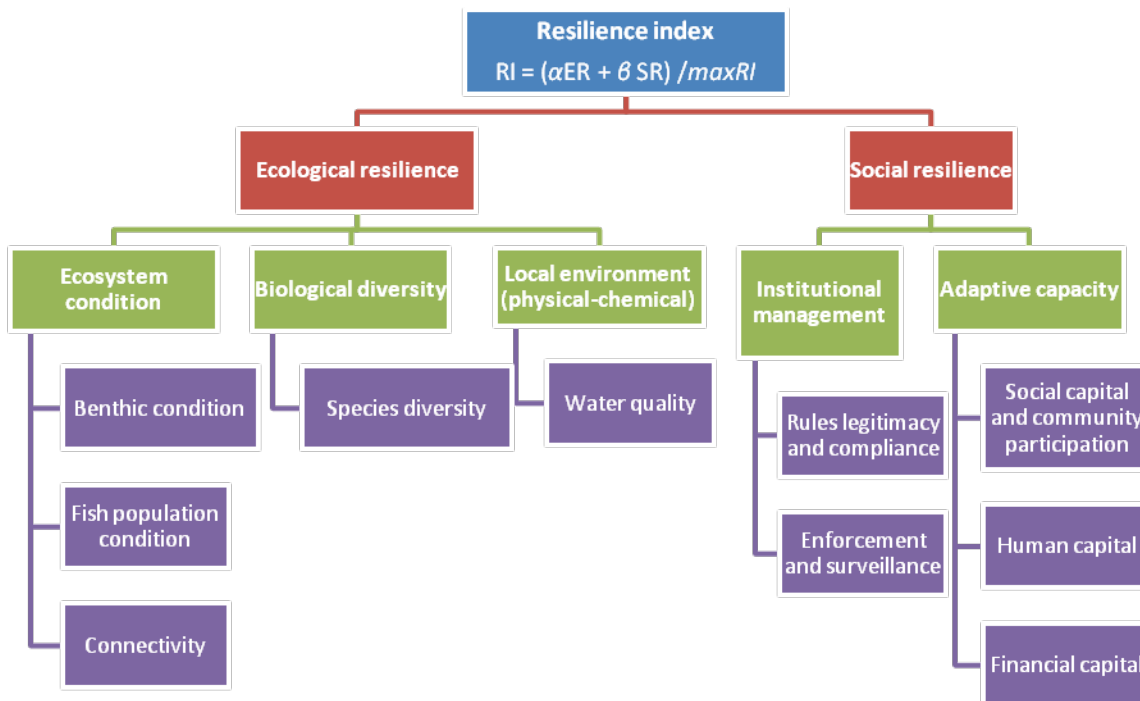 Resilience index
RI = (αER + β SR) /maxRI
Ecological resilience
Social resilience
Ecosystem
condition
Biological diversity
Local environment
(physical-chemical)
Institutional
management
Adaptive capacity
Benthic condition
Fish population
condition
Connectivity
Species diversity
Water quality
Rules legitimacy
and compliance
Enforcement
and surveillance
Social capital
and community
participation
Human capital
Financial capital